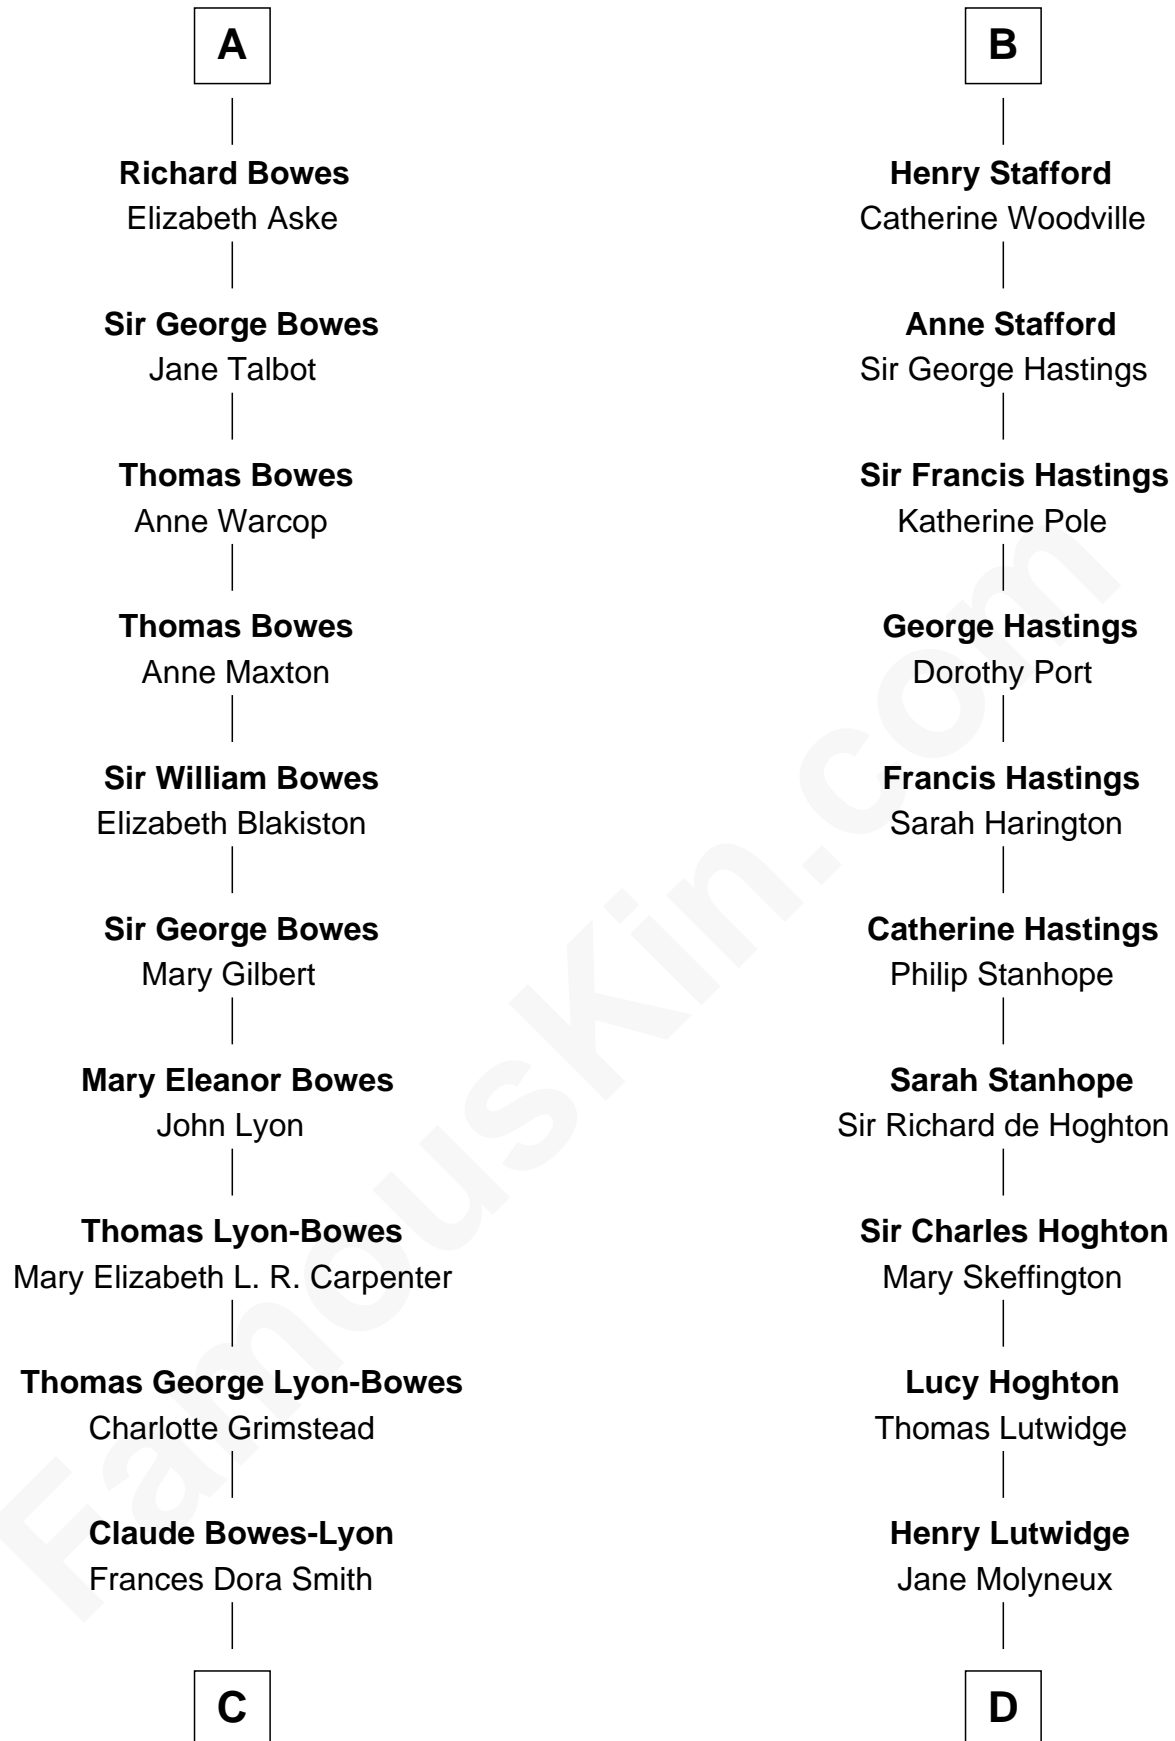 A
Richard Bowes
Elizabeth Aske
Sir George Bowes
Jane Talbot
Thomas Bowes
Anne Warcop
Thomas Bowes
Anne Maxton
Sir William Bowes
Elizabeth Blakiston
Sir George Bowes
Mary Gilbert
Mary Eleanor Bowes
John Lyon
Thomas Lyon-Bowes
Mary Elizabeth L. R. Carpenter
Thomas George Lyon-Bowes
Charlotte Grimstead
Claude Bowes-Lyon
Frances Dora Smith
C
B
Henry Stafford
Catherine Woodville
Anne Stafford
Sir George Hastings
Sir Francis Hastings
Katherine Pole
George Hastings
Dorothy Port
Francis Hastings
Sarah Harington
Catherine Hastings
Philip Stanhope
Sarah Stanhope
Sir Richard de Hoghton
Sir Charles Hoghton
Mary Skeffington
Lucy Hoghton
Thomas Lutwidge
Henry Lutwidge
Jane Molyneux
D
FamousKin.com